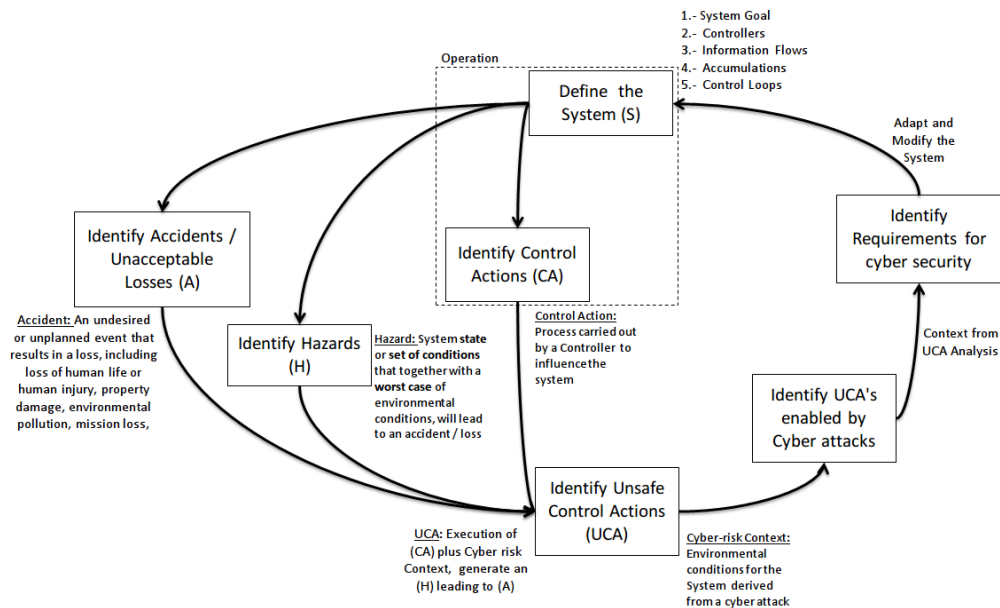 1.- System Goal
2.- Controllers
3.- Information Flows
4.- Accumulations
5.- Control Loops
Operation
Define the
System (S)
Adapt and
Modify the
System
Identify Accidents /
Unacceptable
Losses (A)
Identify Control
Actions (CA)
Identify
Requirements for
cyber security
Accident: An undesired
or unplanned event that
results in a loss, including
loss of human life or
human injury, property
damage, environmental
pollution, mission loss,
Identify Hazards
(H)
Hazard: System state
or set of conditions
that together with a
worst case of
environmental
conditions, will lead
to an accident / loss
Control Action:
Process carried out
by a Controller to
influence the
system
Context from
UCA Analysis
Identify UCA's
enabled by
Cyber attacks
Identify Unsafe
Control Actions
(UCA)
UCA: Execution of
(CA) plus Cyber risk
Context, generate an
(H) leading to (A)
Cyber-risk Context:
Environmental
conditions for the
System derived
from a cyber attack